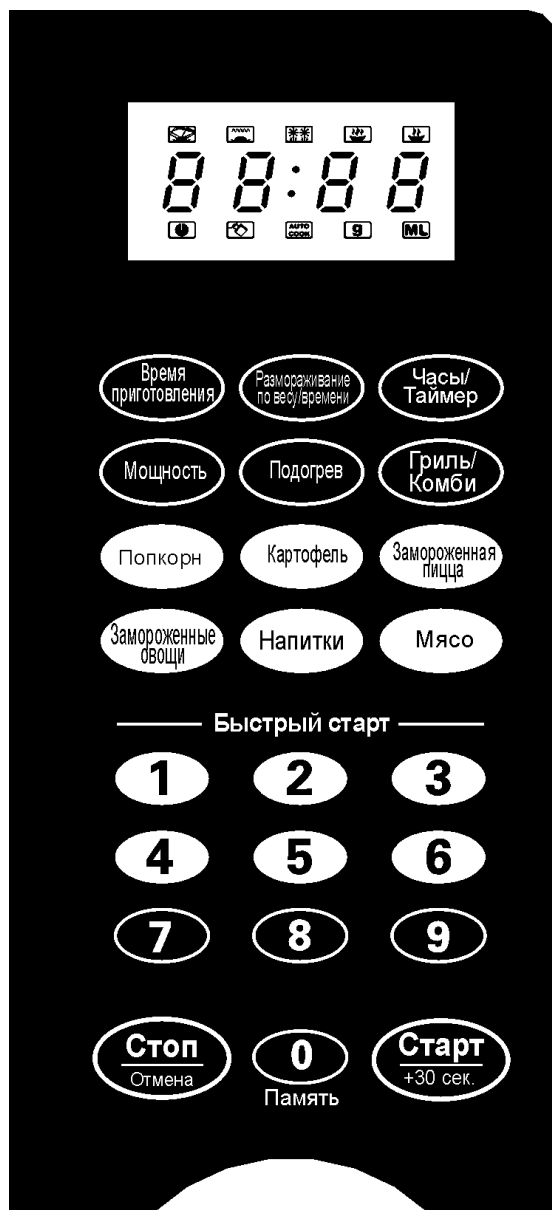 88:88
AUTO
COOK
g
ML
Время
приготовления
Размораживание
по весу/времени
Часы/
Таймер
Мощность
Подогрев
Гриль/
Комби
Попкорн
Картофель
Замороженная
пицца
Замороженные
овощи
Напитки
Мясо
Быстрый старт
1
2
3
4
5
6
7
8
9
Стоп
Отмена
0
Память
Старт
+30 сек.